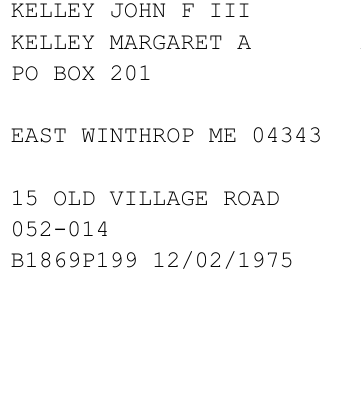 KELLEY JOHN F III
KELLEY MARGARET A
PO BOX 201
EAST WINTHROP ME 04343
15 OLD VILLAGE ROAD
052-014
B1869P199 12/02/1975